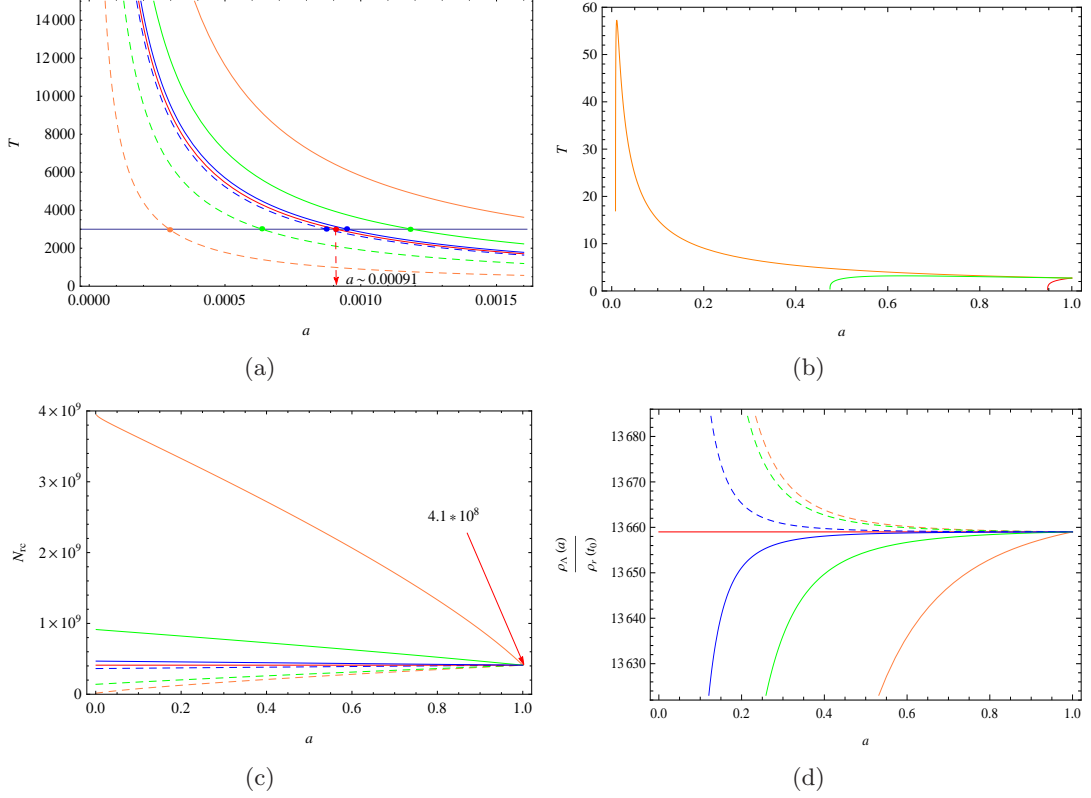 14 000
12 000
10 000
8000
6000
4000
2000
0
T
0.0000
0.0005
0.0010
0.0015
a ~ 0.00091
a
(a)
60
50
40
30
20
10
0
T
0.0
0.2
0.4
0.6
0.8
1.0
a
(b)
4 × 10⁹
3 × 10⁹
2 × 10⁹
1 × 10⁹
0
N_rc
4.1 * 10⁸
0.0
0.2
0.4
0.6
0.8
1.0
a
(c)
13 680
13 670
13 660
13 650
13 640
13 630
ρ_Λ (a)
ρ_r (t₀)
0.0
0.2
0.4
0.6
0.8
1.0
a
(d)